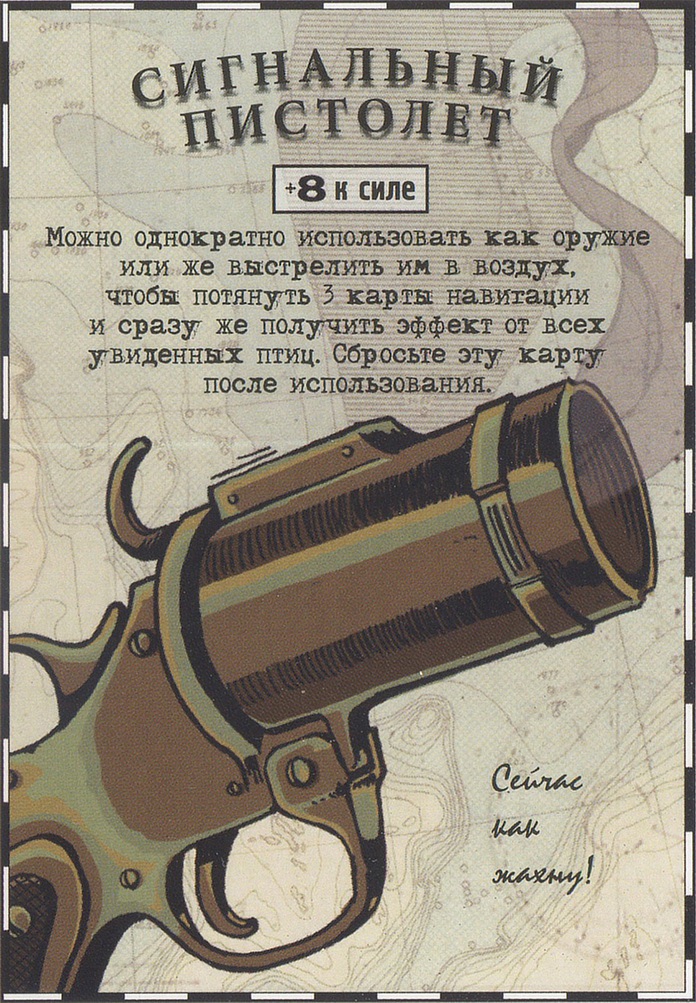 СИГНАЛЬНЫЙ
ПИСТОЛЕТ
+8 к силе
Можно однократно использовать как оружие
или же выстрелить им в воздух,
чтобы потянуть 3 карты навигации
и сразу же получить эффект от всех
увиденных птиц. Сбросьте эту карту
после использования.
Сейчас
как
жахну!